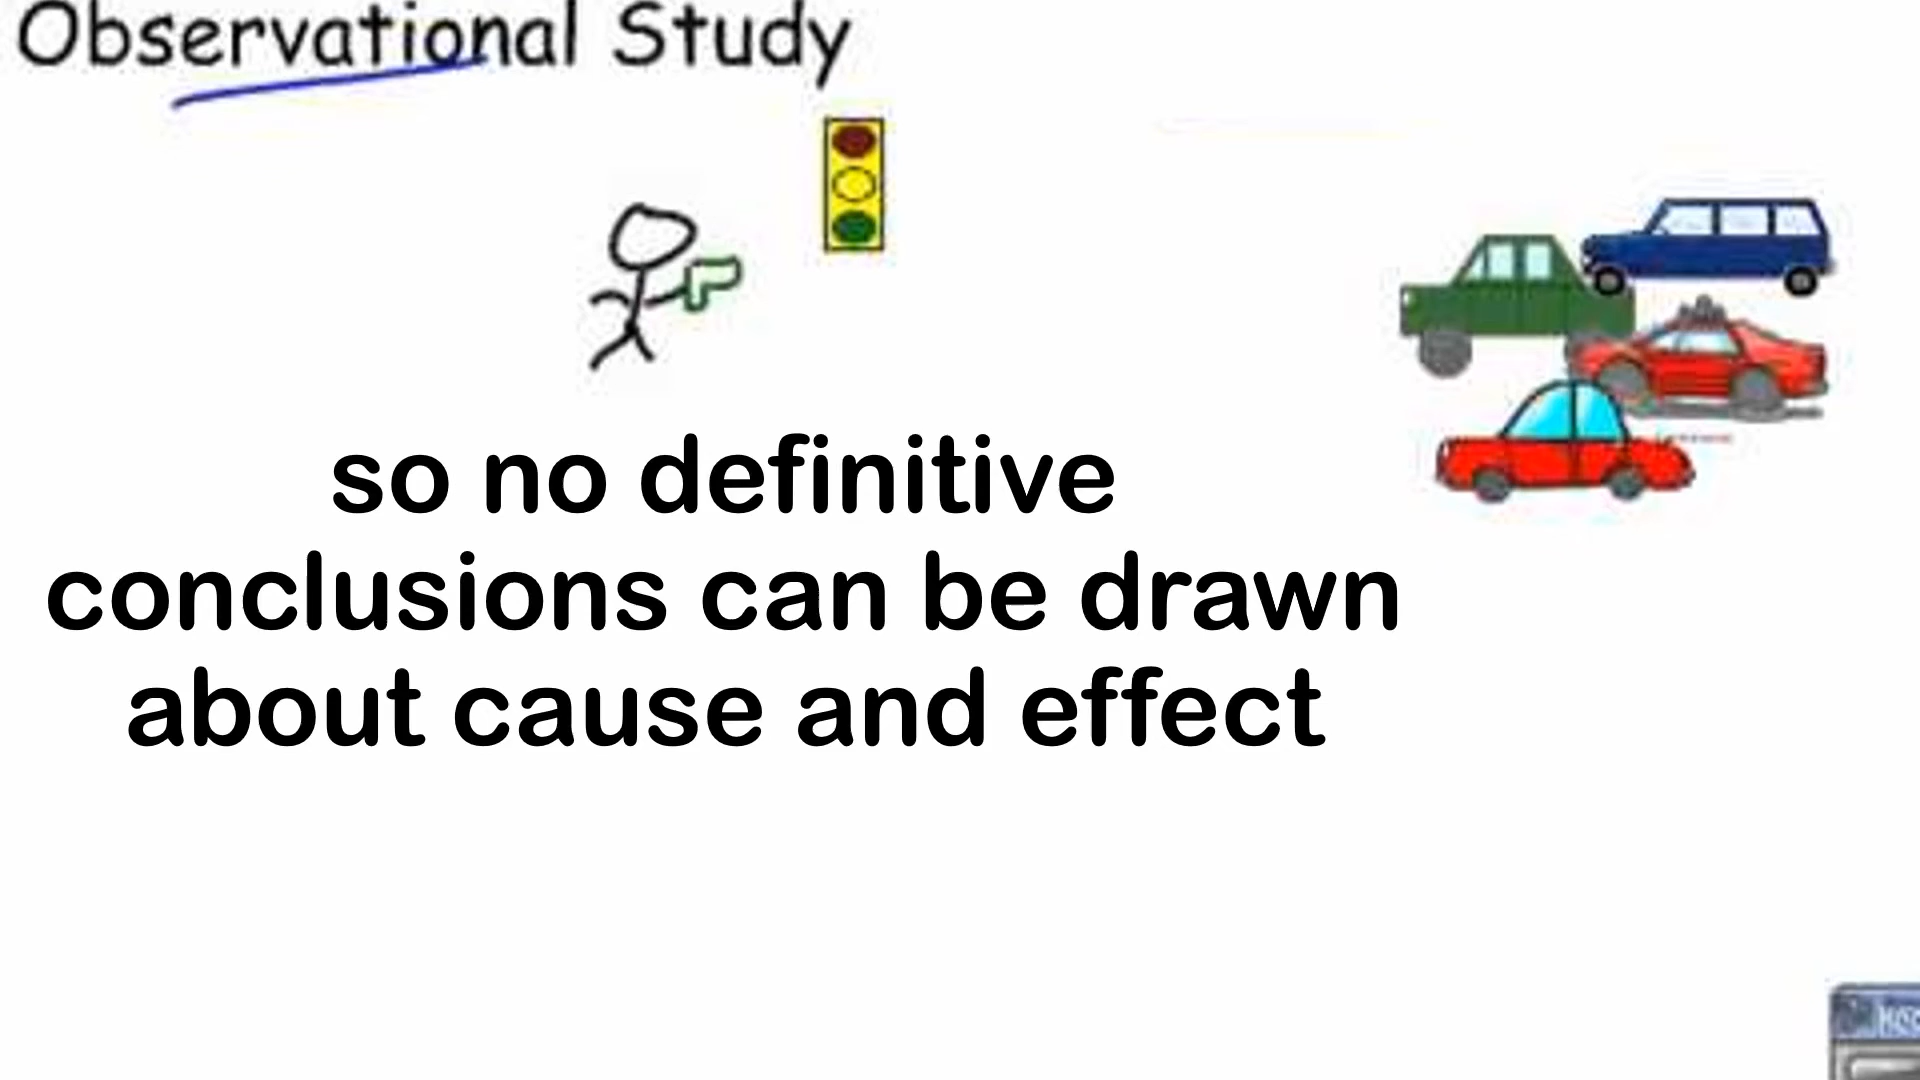 Observational Study
so no definitive
conclusions can be drawn
about cause and effect